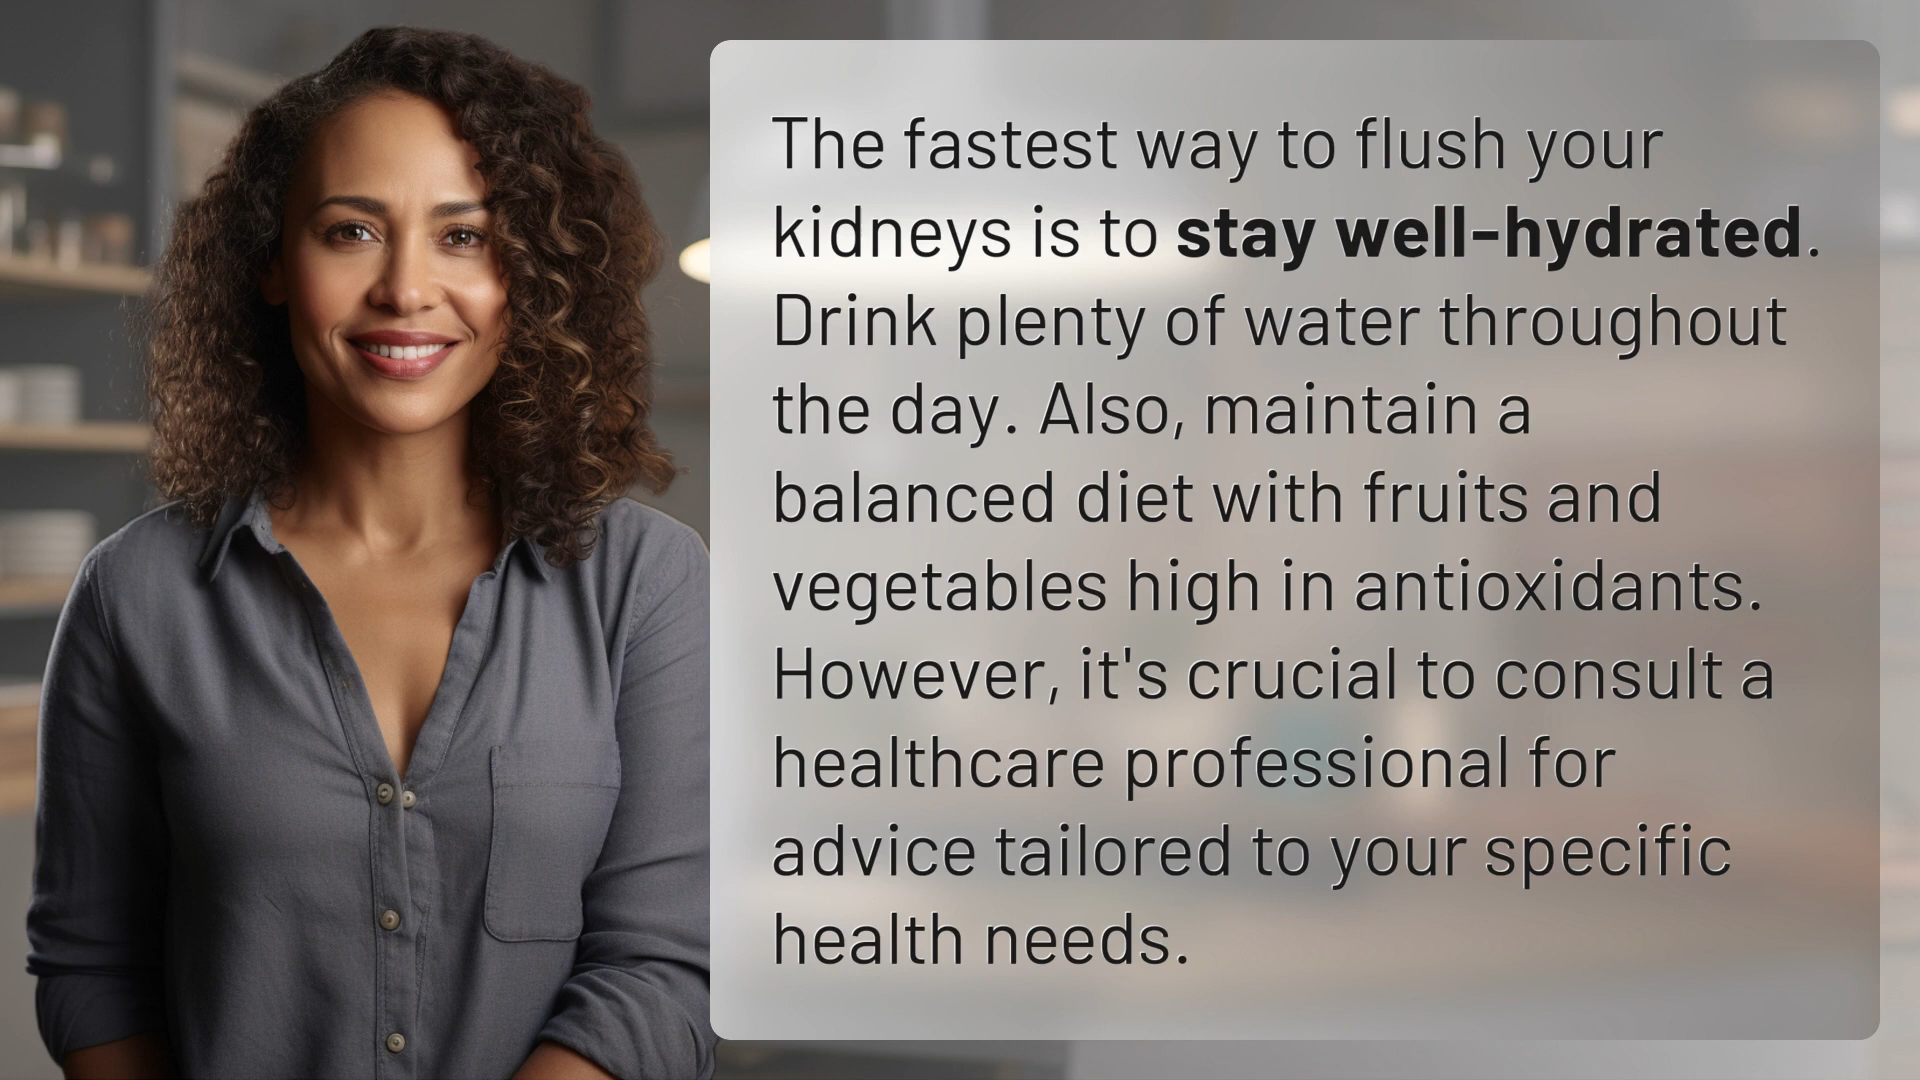 The fastest way to flush your
kidneys is to stay well-hydrated.
Drink plenty of water throughout
the day. Also, maintain a
balanced diet with fruits and
vegetables high in antioxidants.
However, it's crucial to consult a
healthcare professional for
advice tailored to your specific
health needs.